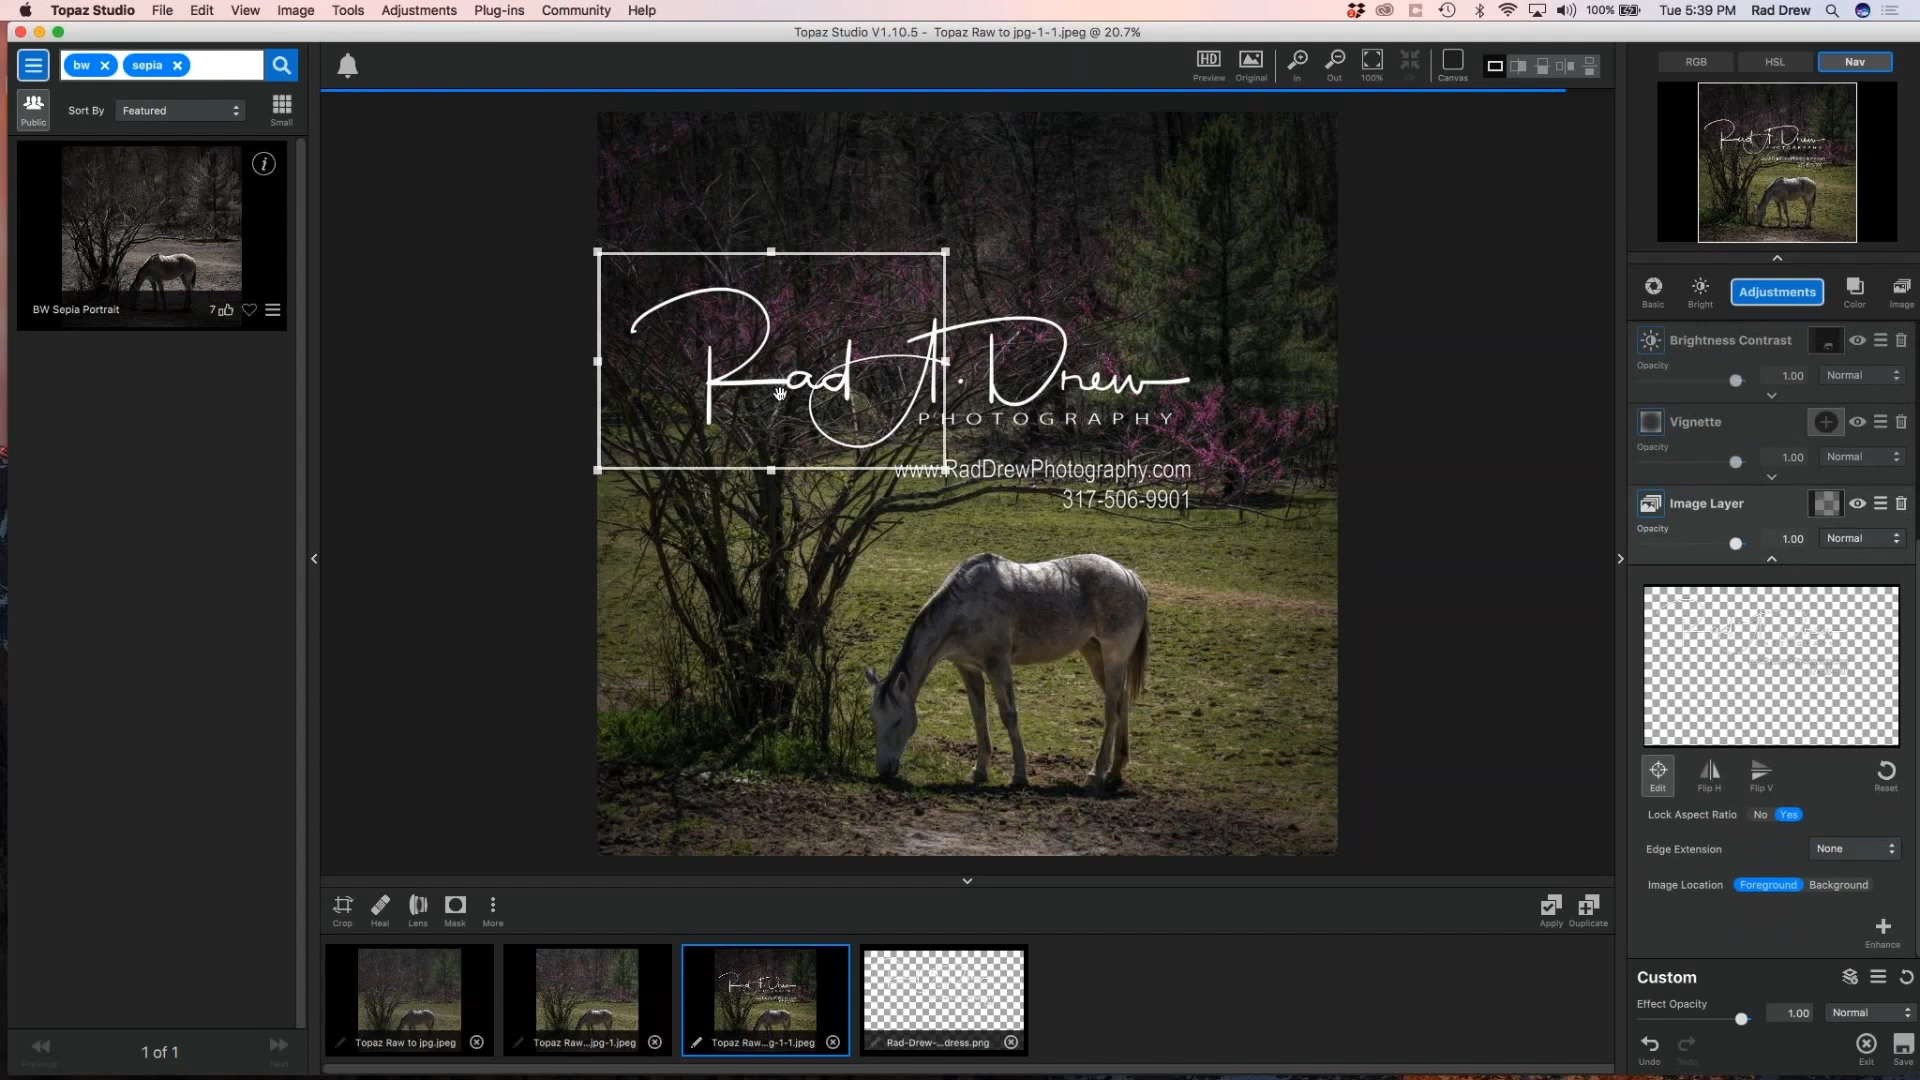 Topaz Studio File Edit View Image Tools Adjustments Plug-ins Community Help
100% Tue 5:39 PM Rad Drew
Topaz Studio V1.10.5 - Topaz Raw to jpg-1-1.jpeg @ 20.7%
bw sepia
Public Sort By Featured Small
BW Sepia Portrait 7
1 of 1
Preview Original In Out 100% Canvas
Rad A. Drew
PHOTOGRAPHY
www.RadDrewPhotography.com
317-506-9901
Crop Heal Lens Mask More
Apply Duplicate
Topaz Raw to jpg.jpeg
Topaz Raw...jpg-1.jpeg
Topaz Raw...g-1-1.jpeg
Rad-Drew-...dress.png
RGB HSL Nav
Basic Bright Adjustments Color Image
Brightness Contrast
Opacity 1.00 Normal
Vignette
Opacity 1.00 Normal
Image Layer
Opacity 1.00 Normal
Edit Flip H Flip V Reset
Lock Aspect Ratio No Yes
Edge Extension None
Image Location Foreground Background
Enhance
Custom
Effect Opacity 1.00 Normal
Undo Redo Exit Save